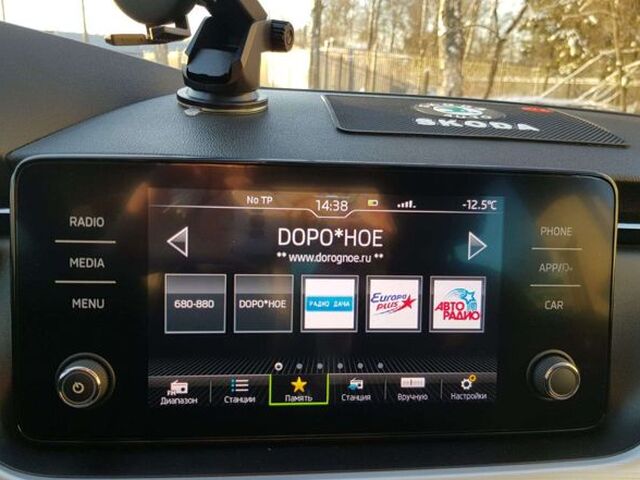 SKODA
RADIO
MEDIA
MENU
No TP 14:38 -12.5°C
DOPO*HOE
** www.dorognoe.ru **
680-880 DOPO*HOE РАДИО ДАЧА Europa PLUS АВТО РАДИО
FM Диапазон Станции Память Станция Вручную Настройки
PHONE
APP/
CAR